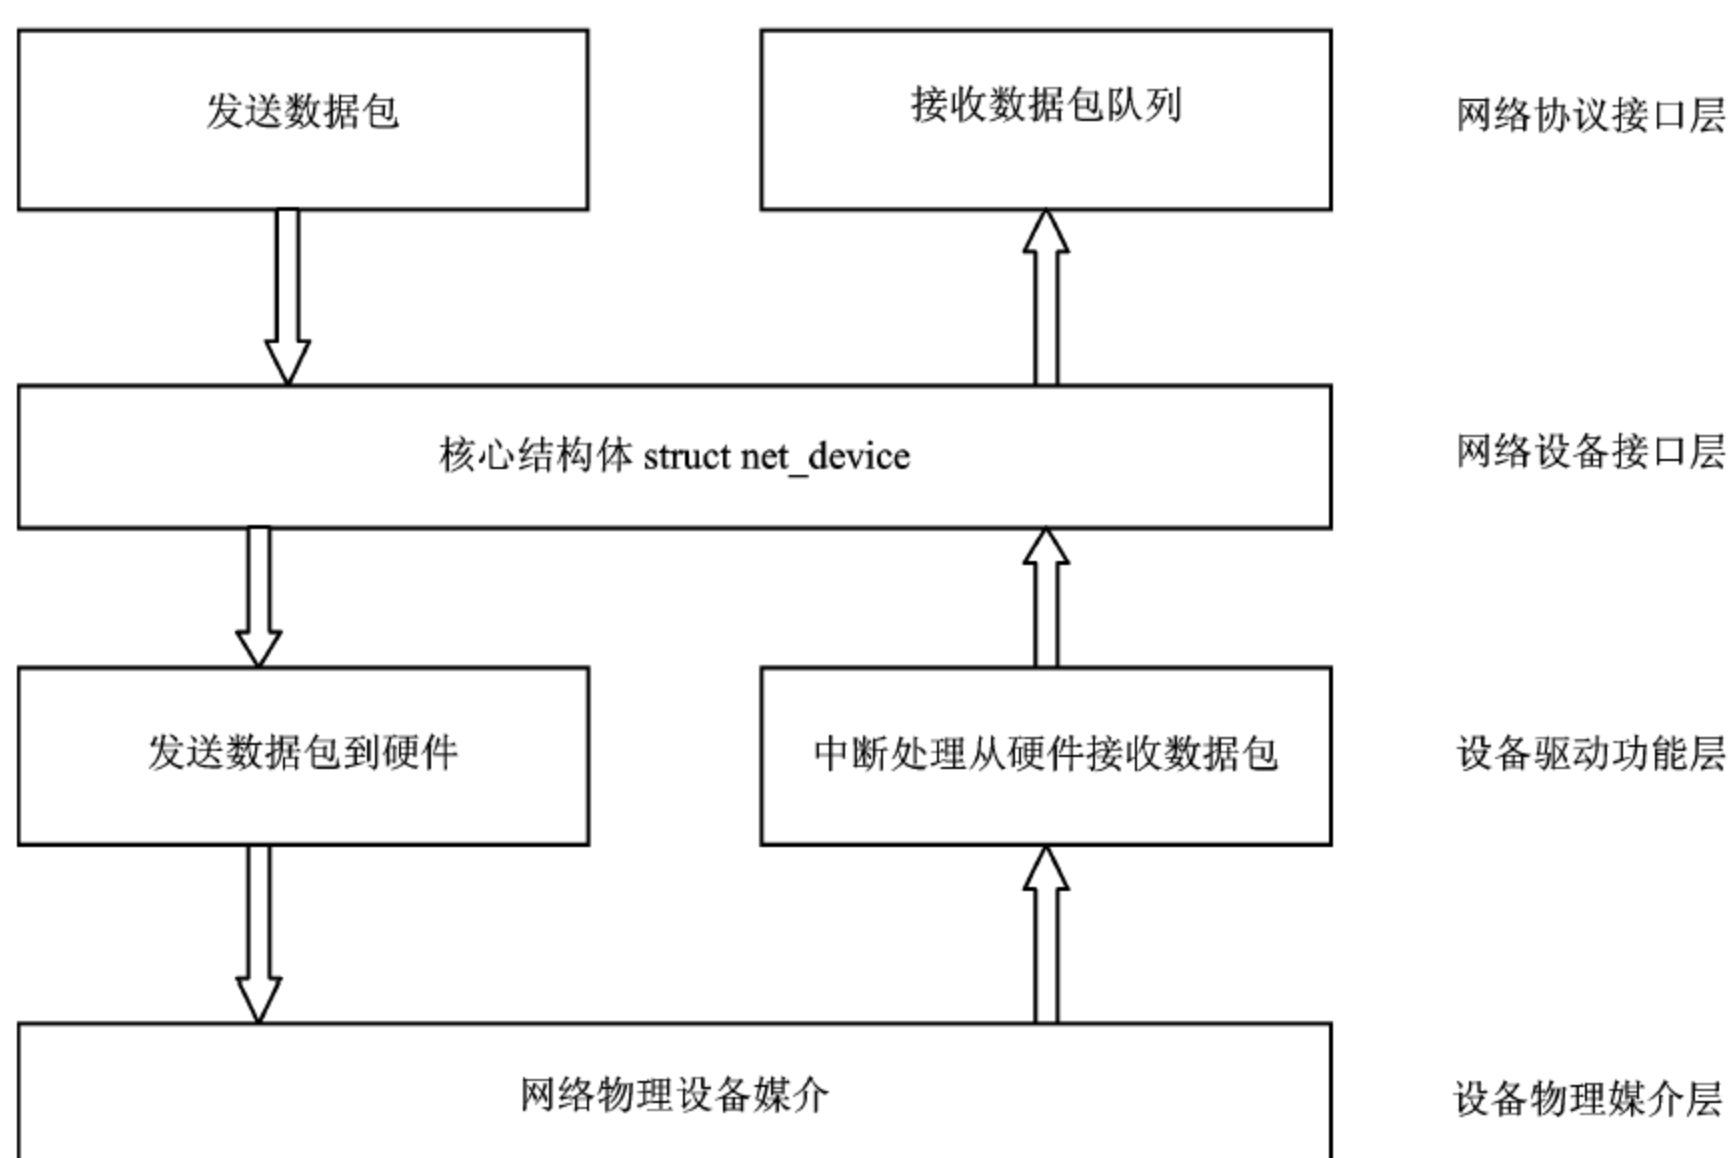 发送数据包
接收数据包队列
网络协议接口层
核心结构体 struct net_device
网络设备接口层
发送数据包到硬件
中断处理从硬件接收数据包
设备驱动功能层
网络物理设备媒介
设备物理媒介层